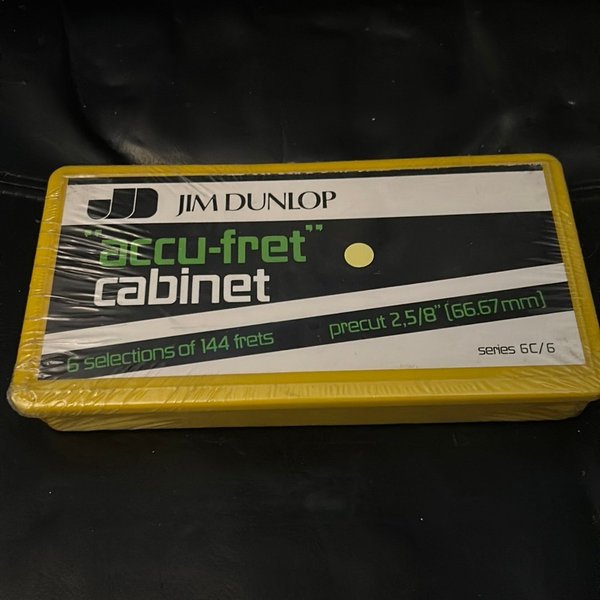 JD JIM DUNLOP
"accu-fret"
cabinet
6 selections of 144 frets
precut 2,5/8" (66.67mm)
series 6C/6